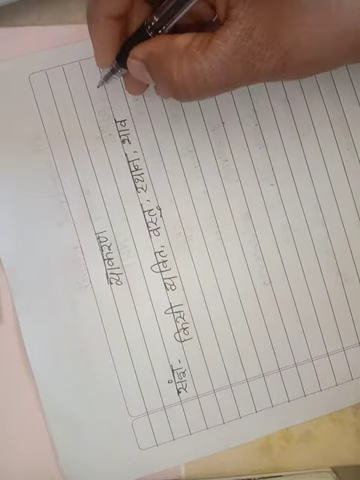 व्याकरण
संज्ञा - किसी व्यक्ति, वस्तु, स्थान, भाव